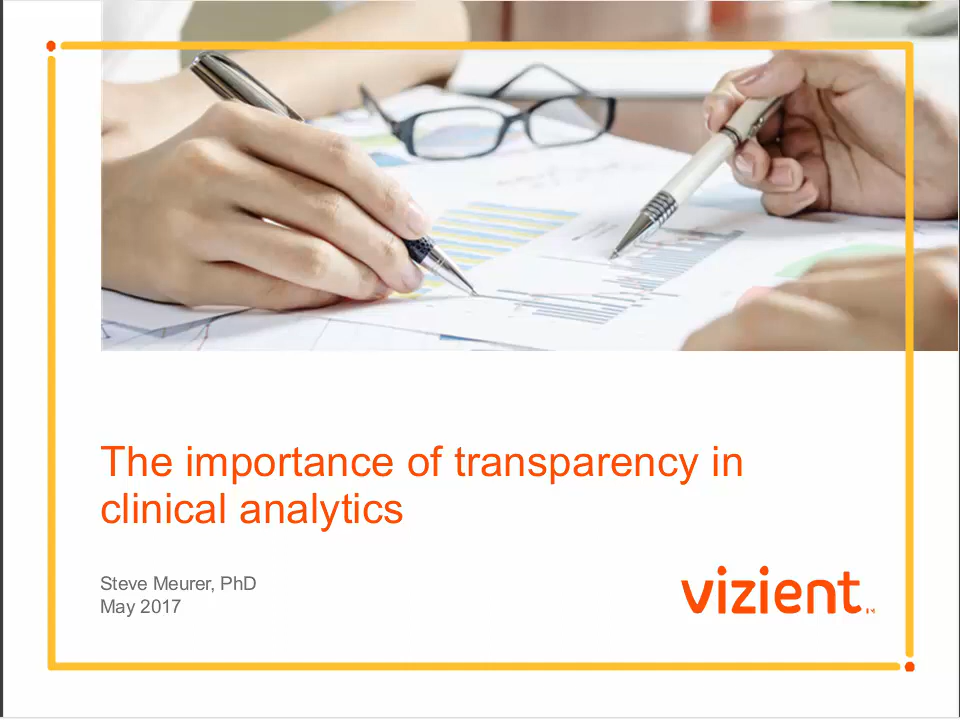 The importance of transparency in
clinical analytics
Steve Meurer, PhD
May 2017
vizient